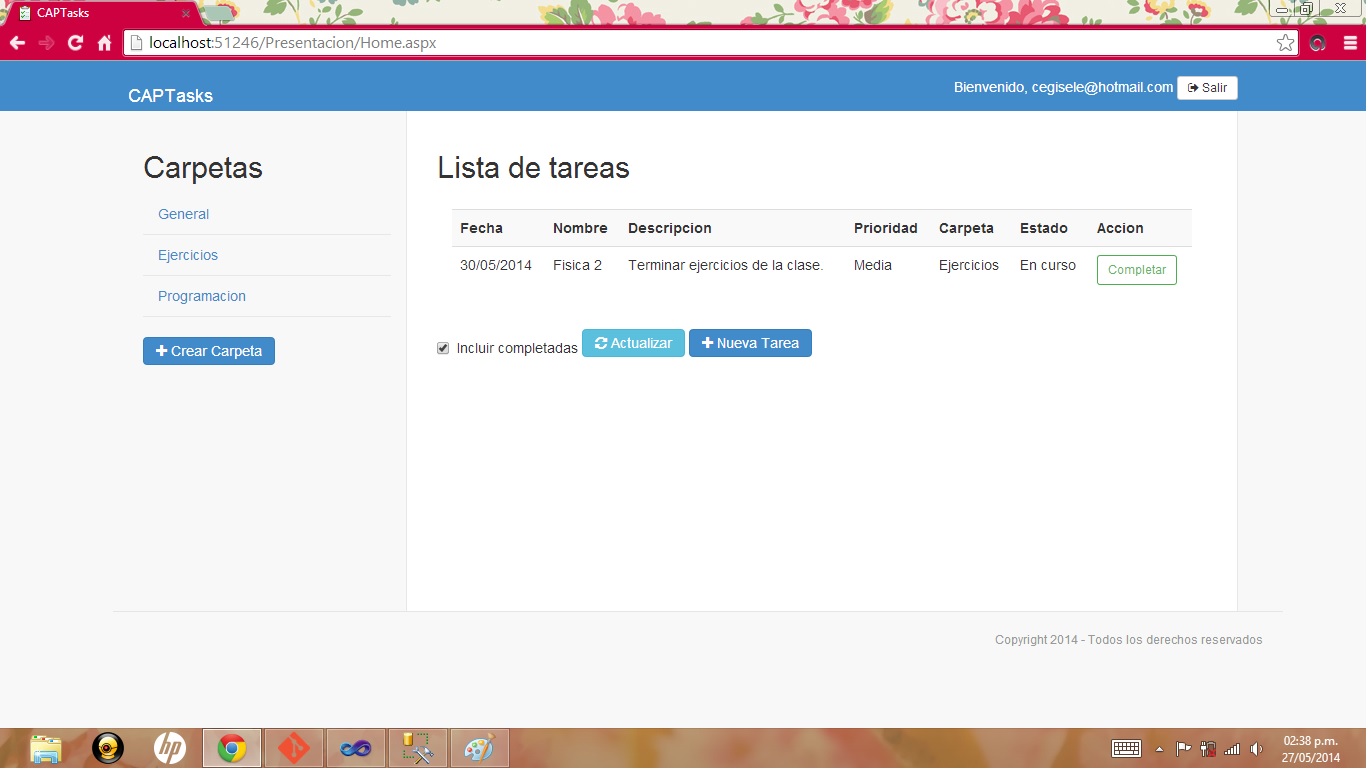 CAPTasks
localhost:51246/Presentacion/Home.aspx
CAPTasks
Bienvenido, cegisele@hotmail.com Salir
Carpetas
General
Ejercicios
Programacion
Crear Carpeta
Lista de tareas
Fecha Nombre Descripcion Prioridad Carpeta Estado Accion
30/05/2014 Fisica 2 Terminar ejercicios de la clase. Media Ejercicios En curso Completar
Incluir completadas Actualizar Nueva Tarea
Copyright 2014 - Todos los derechos reservados
hp
02:38 p.m.
27/05/2014